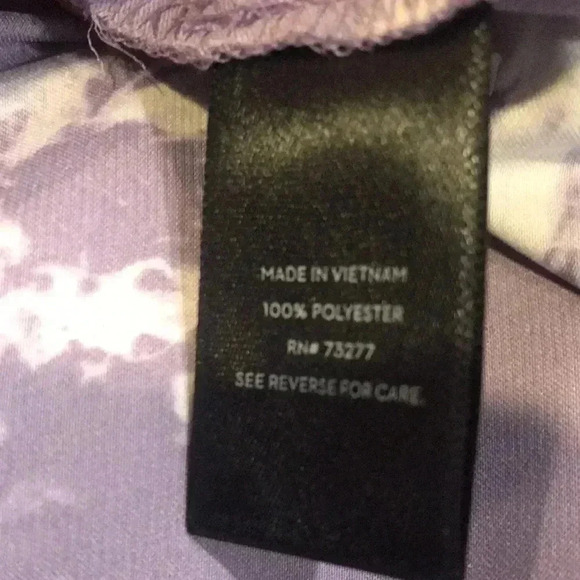 MADE IN VIETNAM
100% POLYESTER
RN# 73277
SEE REVERSE FOR CARE.